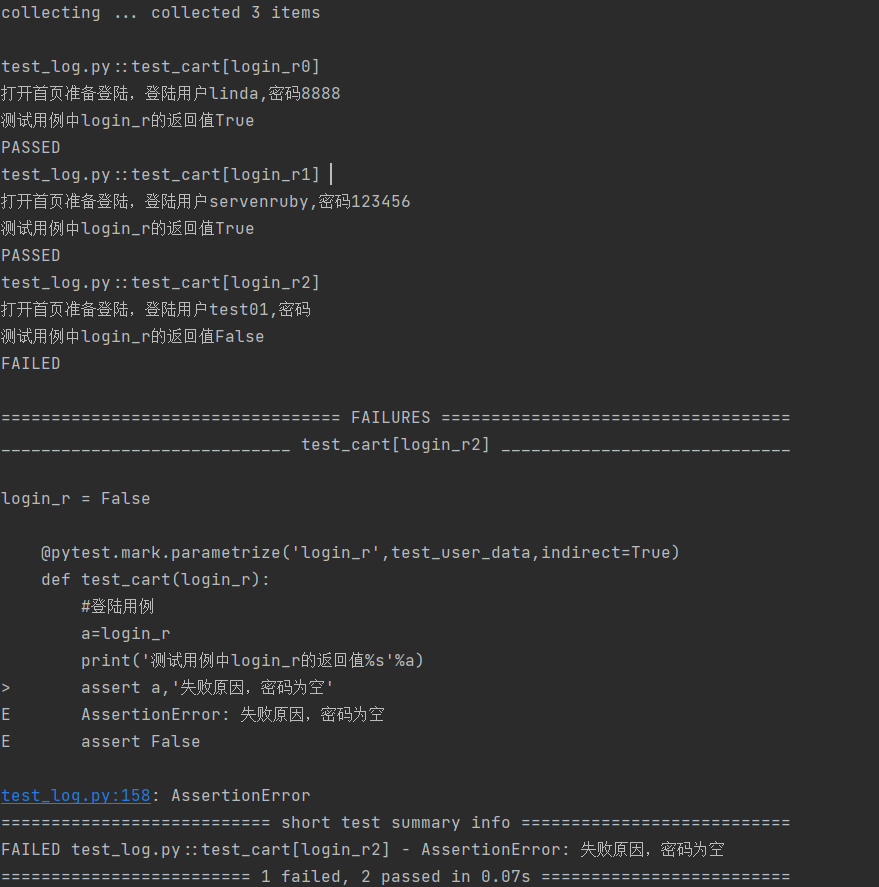 collecting ... collected 3 items
test_log.py::test_cart[login_r0]
打开首页准备登陆，登陆用户linda,密码8888
测试用例中login_r的返回值True
PASSED
test_log.py::test_cart[login_r1]
打开首页准备登陆，登陆用户servenruby,密码123456
测试用例中login_r的返回值True
PASSED
test_log.py::test_cart[login_r2]
打开首页准备登陆，登陆用户test01,密码
测试用例中login_r的返回值False
FAILED
================================== FAILURES ===================================
_____________________________ test_cart[login_r2] _____________________________
login_r = False
    @pytest.mark.parametrize('login_r',test_user_data,indirect=True)
    def test_cart(login_r):
        #登陆用例
        a=login_r
        print('测试用例中login_r的返回值%s'%a)
>       assert a,'失败原因，密码为空'
E       AssertionError: 失败原因，密码为空
E       assert False
test_log.py:158: AssertionError
=========================== short test summary info ===========================
FAILED test_log.py::test_cart[login_r2] - AssertionError: 失败原因，密码为空
========================= 1 failed, 2 passed in 0.07s =========================